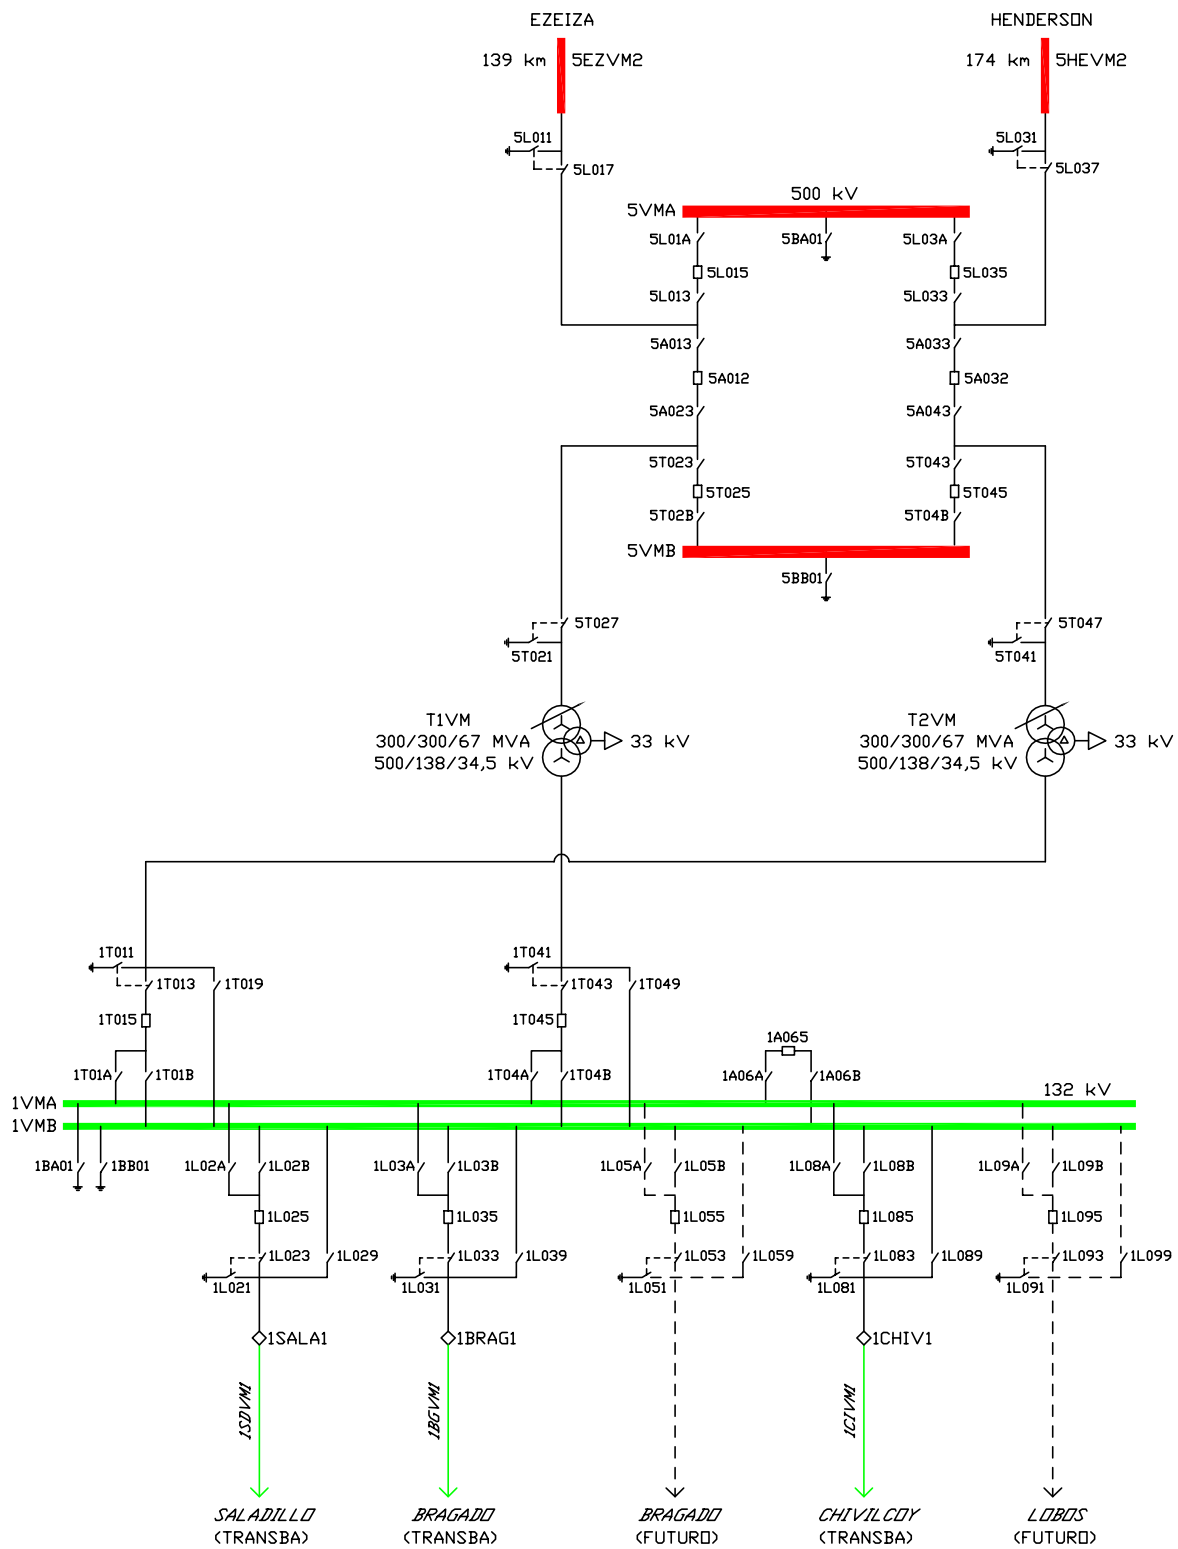 EZEIZA
HENDERSON
139 km
5EZVM2
174 km
5HEVM2
5L011
5L017
5L031
5L037
500 kV
5VMA
5L01A
5BA01
5L03A
5L015
5L035
5L013
5L033
5A013
5A033
5A012
5A032
5A023
5A043
5T023
5T043
5T025
5T045
5T02B
5T04B
5VMB
5BB01
5T027
5T047
5T021
5T041
T1VM
300/300/67 MVA
500/138/34,5 kV
33 kV
T2VM
300/300/67 MVA
500/138/34,5 kV
33 kV
1T011
1T013
1T019
1T041
1T043
1T049
1T015
1T045
1A065
1T01A
1T01B
1T04A
1T04B
1A06A
1A06B
132 kV
1VMA
1VMB
1BA01
1BB01
1L02A
1L02B
1L03A
1L03B
1L05A
1L05B
1L08A
1L08B
1L09A
1L09B
1L025
1L035
1L055
1L085
1L095
1L023
1L029
1L033
1L039
1L053
1L059
1L083
1L089
1L093
1L099
1L021
1L031
1L051
1L081
1L091
1SALA1
1BRAG1
1CHIV1
1SDVM1
1BGVM1
1CIVM1
SALADILLO
(TRANSBA)
BRAGADO
(TRANSBA)
BRAGADO
(FUTURO)
CHIVILCOY
(TRANSBA)
LOBOS
(FUTURO)